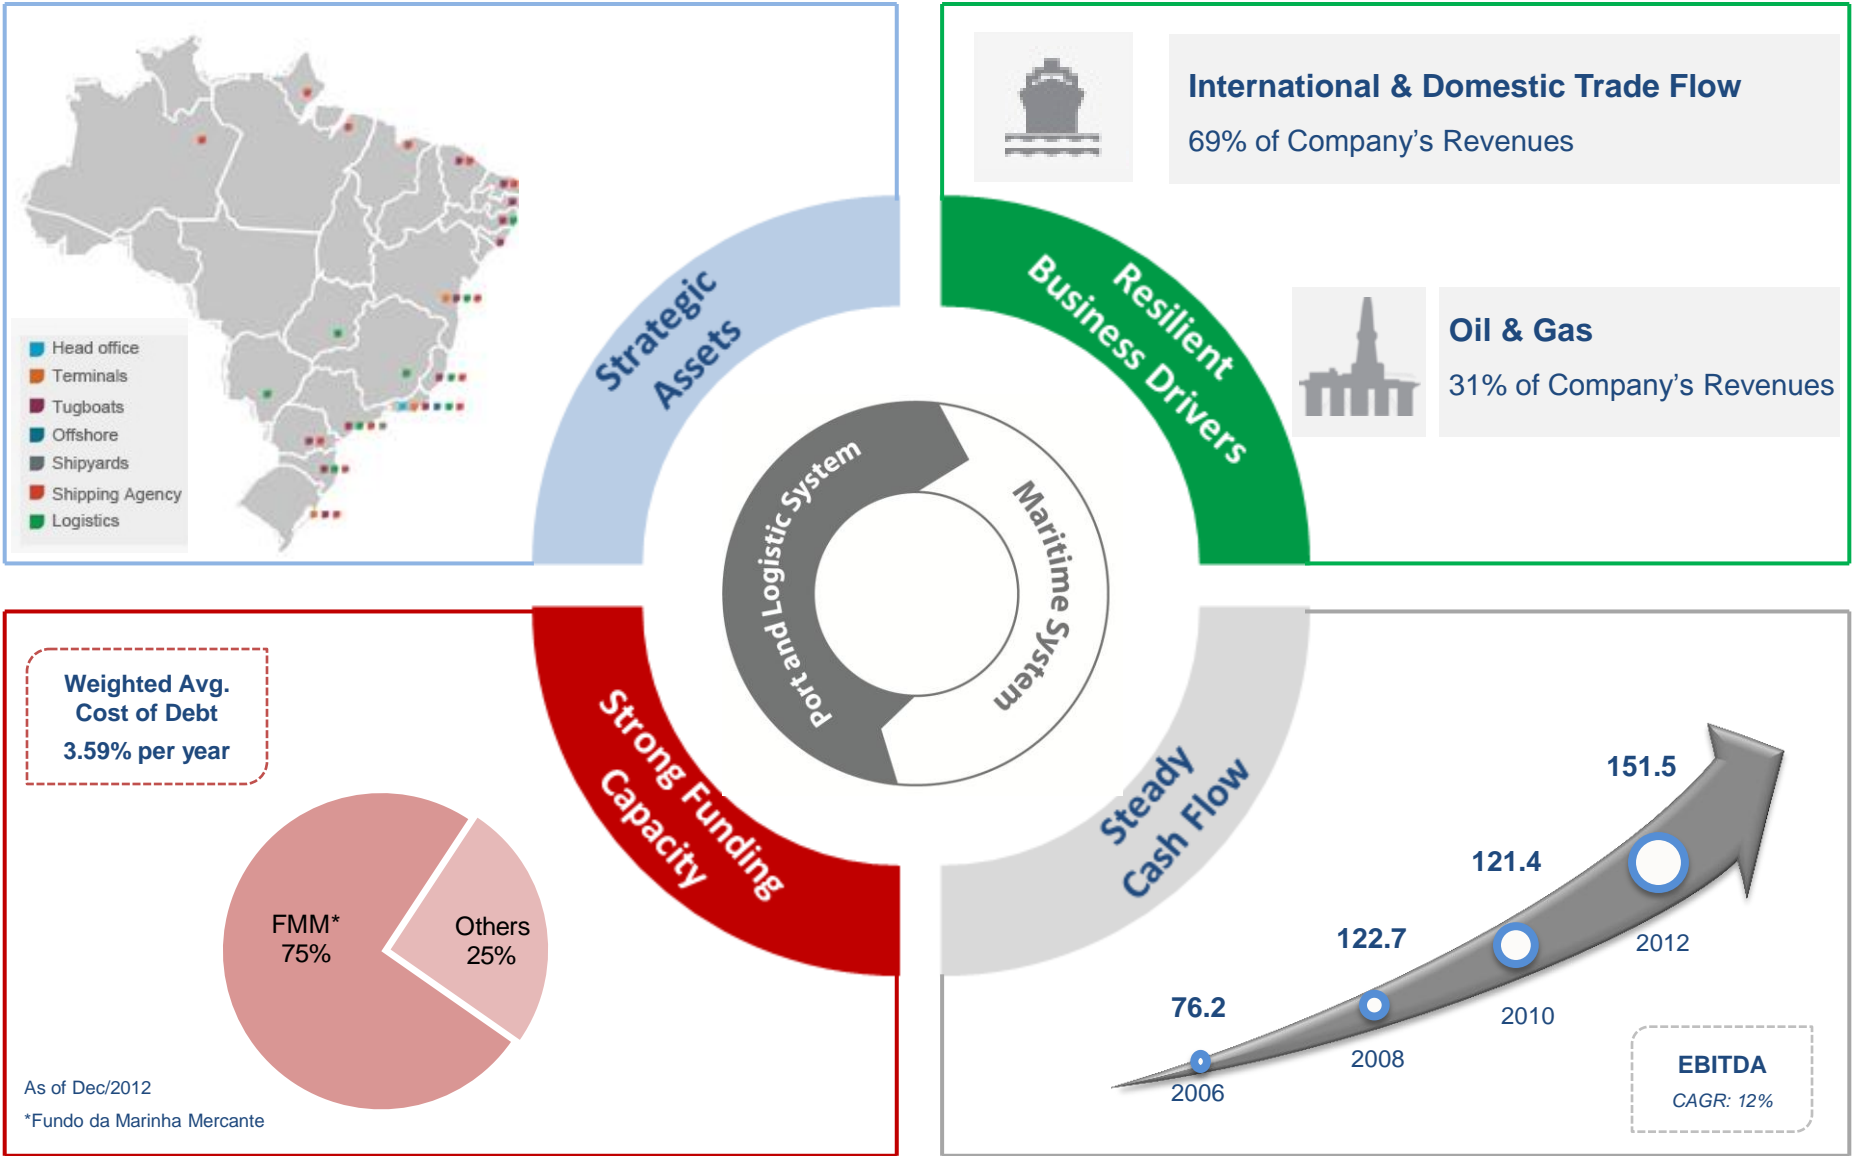 Head office
Terminals
Tugboats
Offshore
Shipyards
Shipping Agency
Logistics
Strategic
Assets
International & Domestic Trade Flow
69% of Company's Revenues
Oil & Gas
31% of Company's Revenues
Resilient
Business Drivers
Port and Logistic System
Maritime System
Weighted Avg.
Cost of Debt
3.59% per year
FMM*
75%
Others
25%
As of Dec/2012
*Fundo da Marinha Mercante
Strong Funding
Capacity
Steady
Cash Flow
76.2
122.7
121.4
151.5
2006
2008
2010
2012
EBITDA
CAGR: 12%